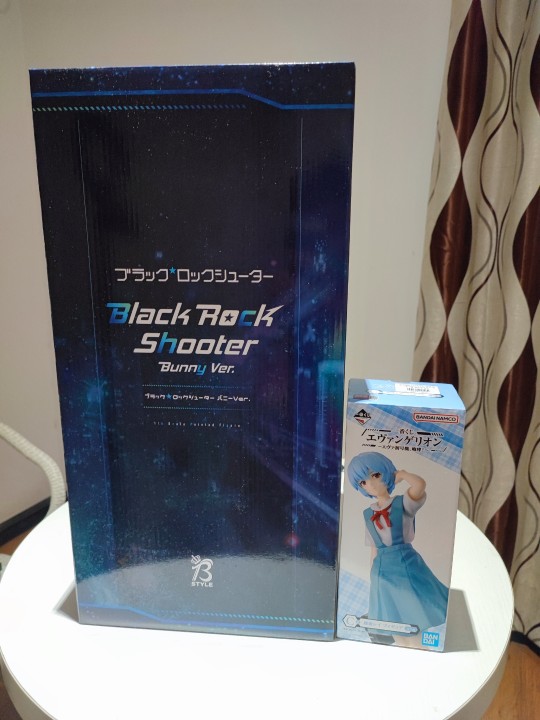 ブラック★ロックシューター
Black Rock
Shooter
Bunny Ver.
ブラック★ロックシューター バニーVer.
B
STYLE
BANDAI NAMCO
一番くじ
エヴァンゲリオン
BANDAI